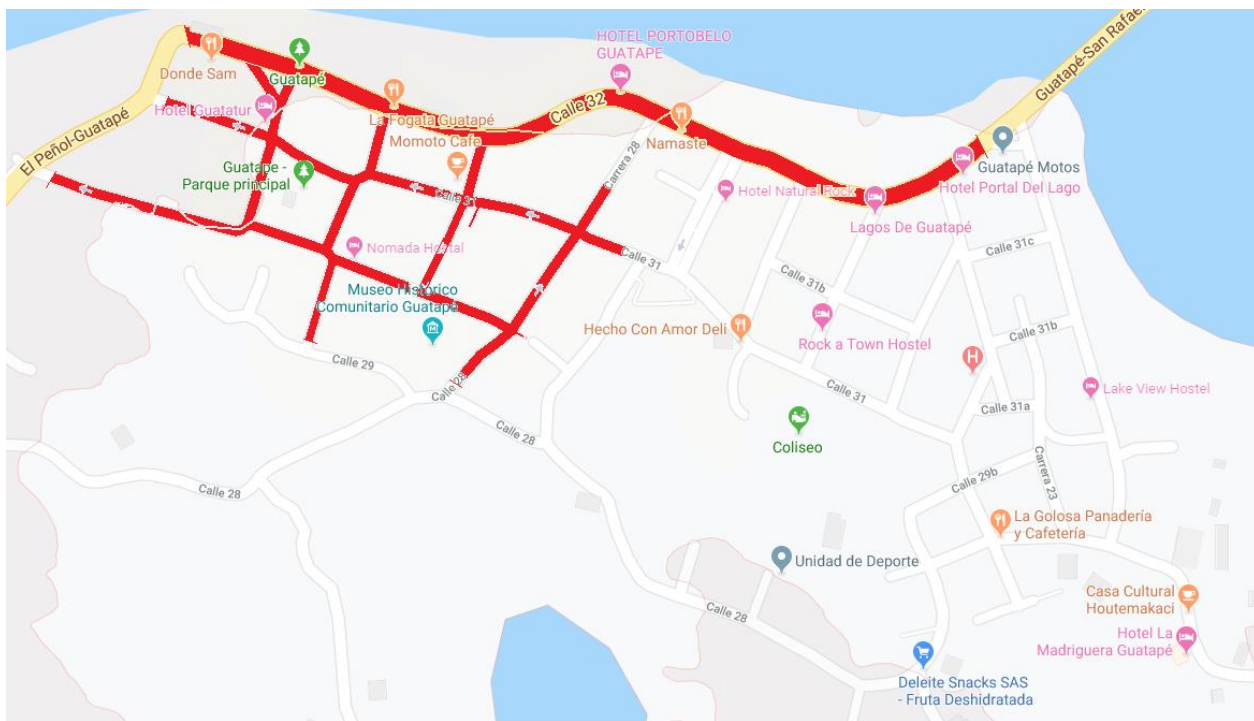 HOTEL PORTOBELO
GUATAPE
Guatapé-San Rafael
Donde Sam
Guatapé
Calle 32
El Peñol-Guatapé
Hotel Guatatur
La Fogata Guatapé
Momoto Cafe
Namaste
Carrera 28
Guatapé Motos
Hotel Portal Del Lago
Guatape -
Parque principal
Calle 31
Hotel Natural Rock
Lagos De Guatapé
Nomada Hostal
Calle 31
Calle 31c
Calle 31b
Museo Histórico
Comunitario Guatapé
Hecho Con Amor Deli
Rock a Town Hostel
Calle 31b
H
Calle 29
Calle 28
Calle 31
Lake View Hostel
Calle 31a
Calle 28
Coliseo
Carrera 23
Calle 29b
Calle 28
La Golosa Panadería
y Cafetería
Unidad de Deporte
Calle 28
Casa Cultural
Houtemakaci
Hotel La
Madriguera Guatapé
Deleite Snacks SAS
- Fruta Deshidratada